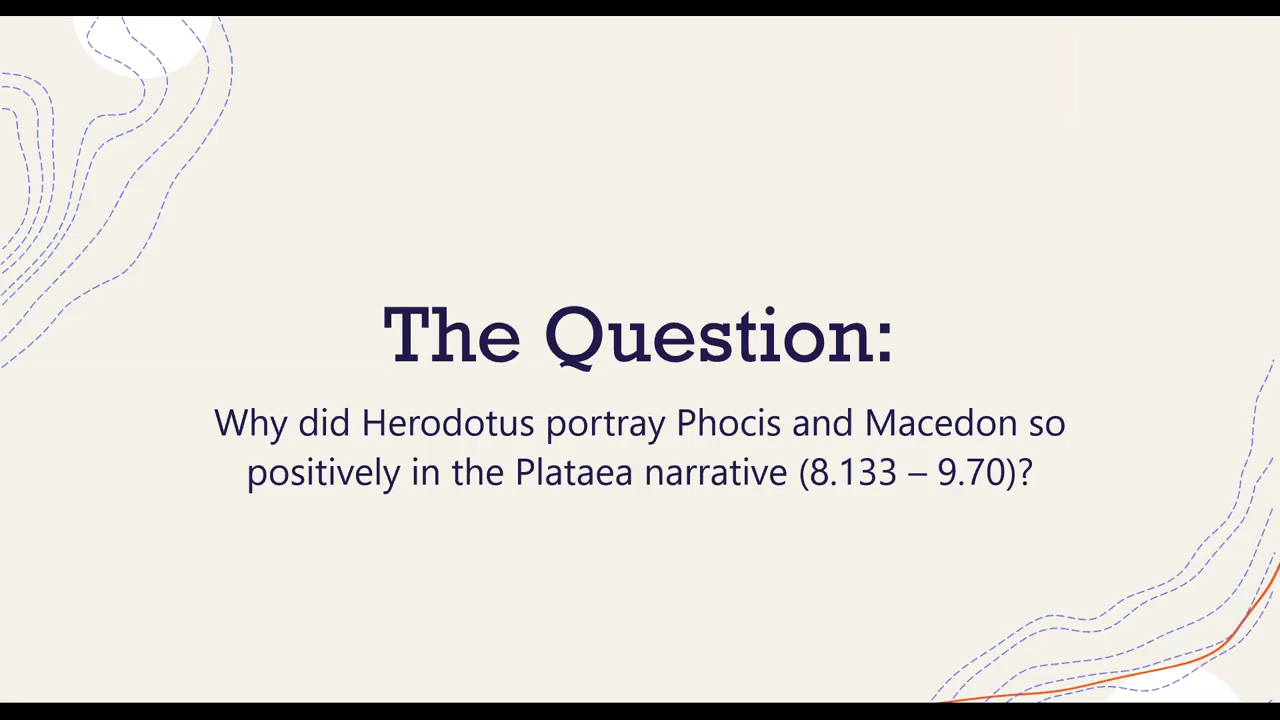 The Question:
Why did Herodotus portray Phocis and Macedon so
positively in the Plataea narrative (8.133 – 9.70)?